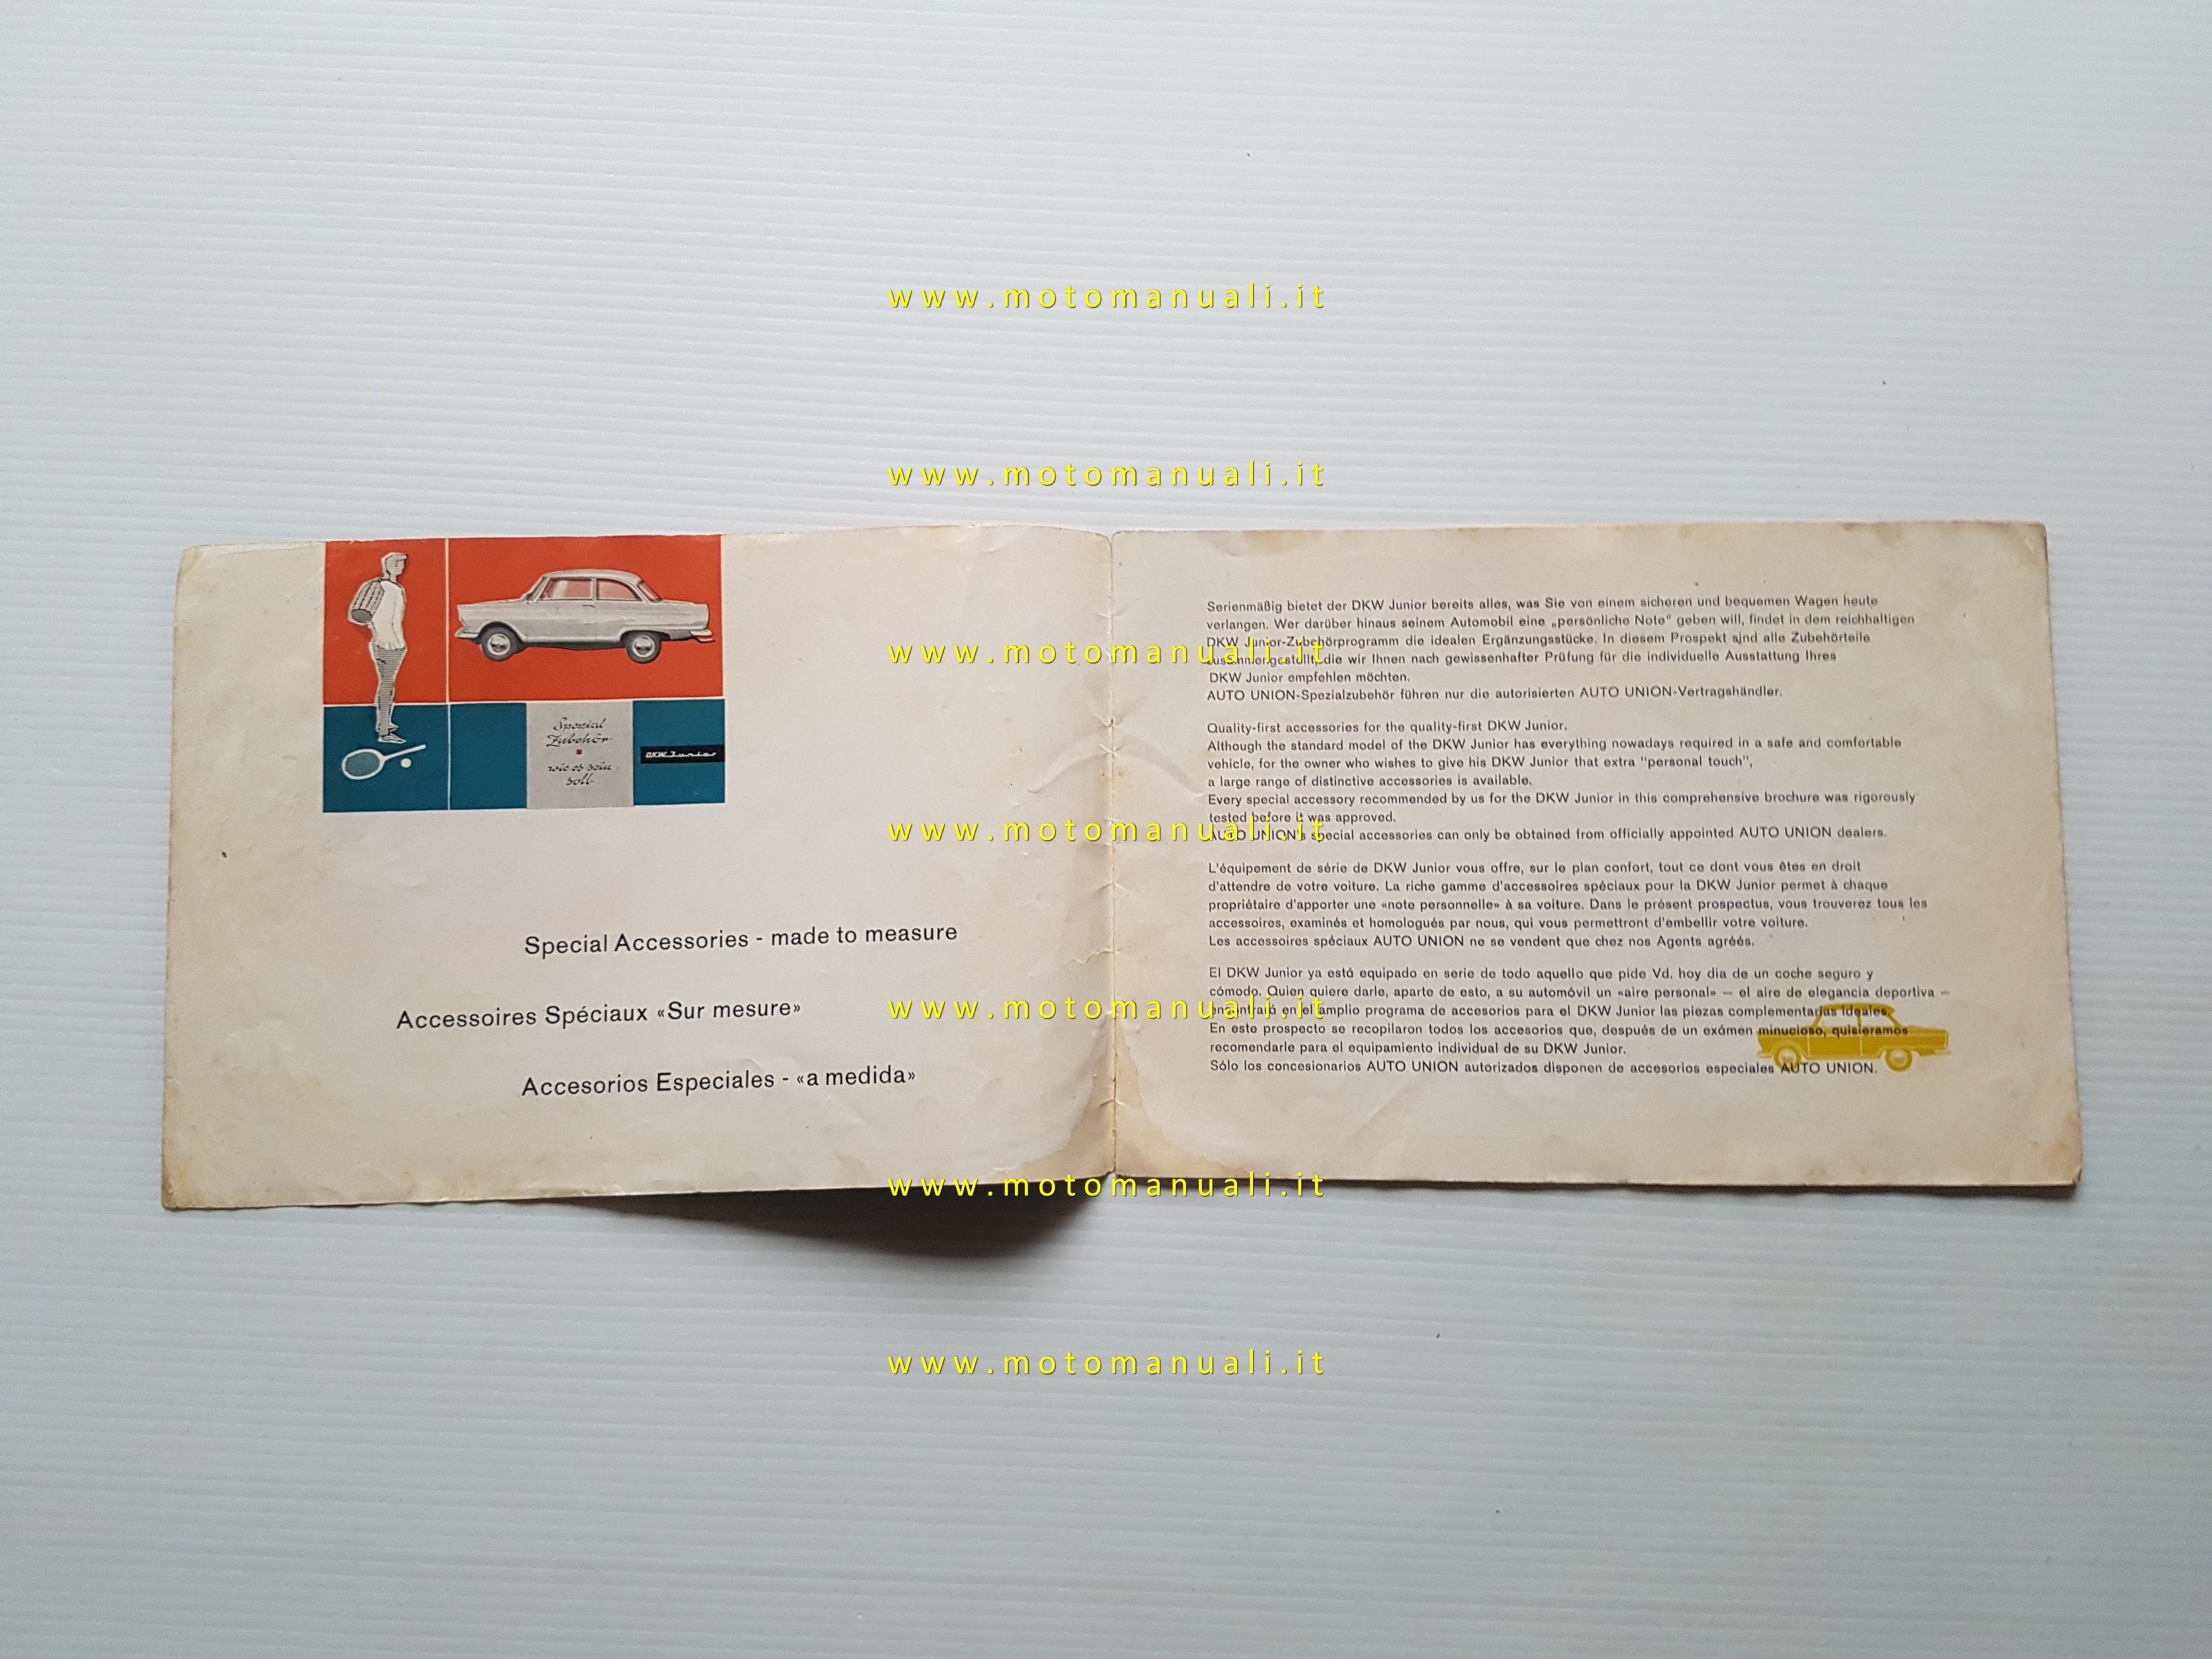 www.motomanuali.it
www.motomanuali.it
Spezial
Zubehör
wie es sein
soll
DKW Junior
Special Accessories - made to measure
Accessoires Spéciaux «Sur mesure»
Accesorios Especiales - «a medida»
Serienmäßig bietet der DKW Junior bereits alles, was Sie von einem sicheren und bequemen Wagen heute
verlangen. Wer darüber hinaus seinem Automobil eine „persönliche Note" geben will, findet in dem reichhaltigen
DKW Junior-Zubehörprogramm die idealen Ergänzungsstücke. In diesem Prospekt sind alle Zubehörteile
zusammengestellt, die wir Ihnen nach gewissenhafter Prüfung für die individuelle Ausstattung Ihres
DKW Junior empfehlen möchten.
AUTO UNION-Spezialzubehör führen nur die autorisierten AUTO UNION-Vertragshändler.
Quality-first accessories for the quality-first DKW Junior.
Although the standard model of the DKW Junior has everything nowadays required in a safe and comfortable
vehicle, for the owner who wishes to give his DKW Junior that extra "personal touch",
a large range of distinctive accessories is available.
Every special accessory recommended by us for the DKW Junior in this comprehensive brochure was rigorously
tested before it was approved.
AUTO UNION's special accessories can only be obtained from officially appointed AUTO UNION dealers.
L'équipement de série de DKW Junior vous offre, sur le plan confort, tout ce dont vous êtes en droit
d'attendre de votre voiture. La riche gamme d'accessoires spéciaux pour la DKW Junior permet à chaque
propriétaire d'apporter une «note personnelle» à sa voiture. Dans le présent prospectus, vous trouverez tous les
accessoires, examinés et homologués par nous, qui vous permettront d'embellir votre voiture.
Les accessoires spéciaux AUTO UNION ne se vendent que chez nos Agents agréés.
El DKW Junior ya está equipado en serie de todo aquello que pide Vd. hoy dia de un coche seguro y
cómodo. Quien quiere darle, aparte de esto, a su automóvil un «aire personal» — el aire de elegancia deportiva —
encontrará en el amplio programa de accesorios para el DKW Junior las piezas complementarias ideales.
En este prospecto se recopilaron todos los accesorios que, después de un exámen minucioso, quisieramos
recomendarle para el equipamiento individual de su DKW Junior.
Sólo los concesionarios AUTO UNION autorizados disponen de accesorios especiales AUTO UNION.
www.motomanuali.it
www.motomanuali.it
www.motomanuali.it
www.motomanuali.it
www.motomanuali.it